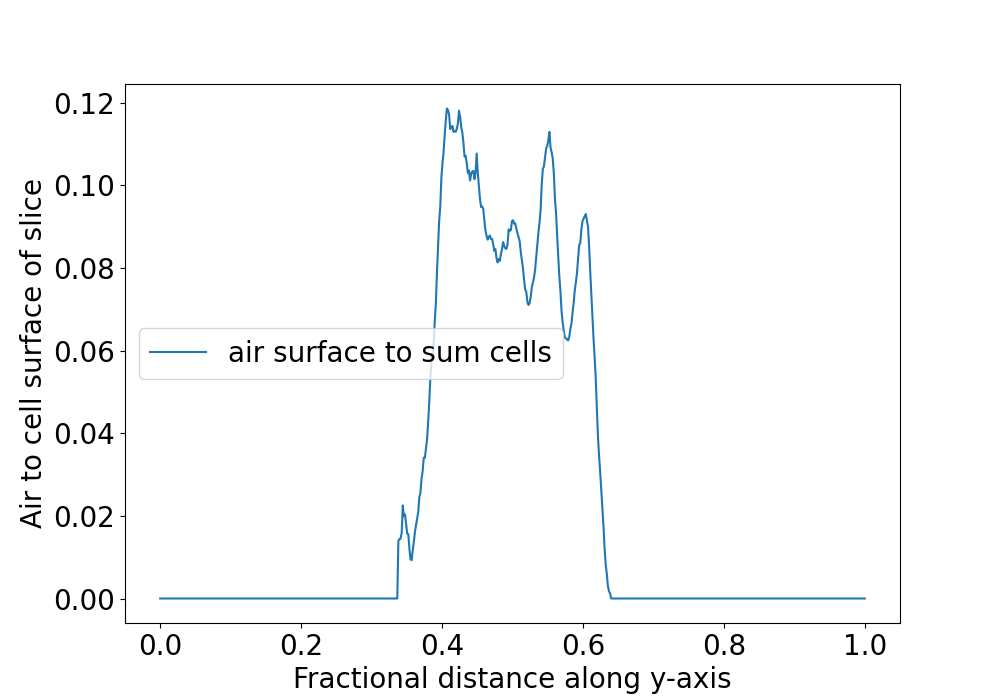 Air to cell surface of slice
0.12
0.10
0.08
0.06
0.04
0.02
0.00
air surface to sum cells
0.0 0.2 0.4 0.6 0.8 1.0
Fractional distance along y-axis